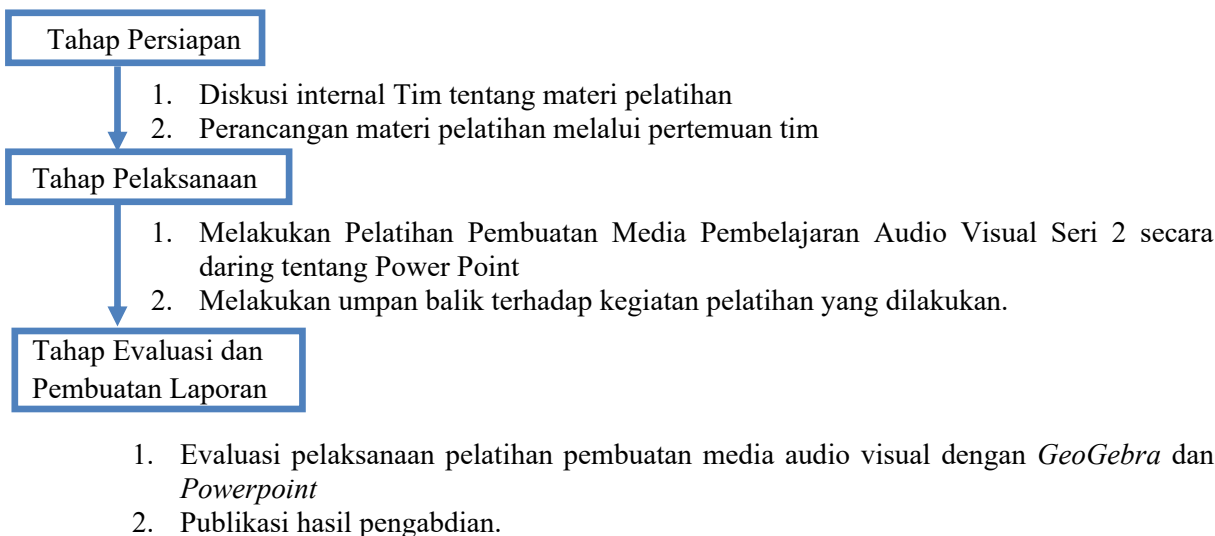 Tahap Persiapan
1. Diskusi internal Tim tentang materi pelatihan
2. Perancangan materi pelatihan melalui pertemuan tim
Tahap Pelaksanaan
1. Melakukan Pelatihan Pembuatan Media Pembelajaran Audio Visual Seri 2 secara
daring tentang Power Point
2. Melakukan umpan balik terhadap kegiatan pelatihan yang dilakukan.
Tahap Evaluasi dan
Pembuatan Laporan
1. Evaluasi pelaksanaan pelatihan pembuatan media audio visual dengan GeoGebra dan
Powerpoint
2. Publikasi hasil pengabdian.